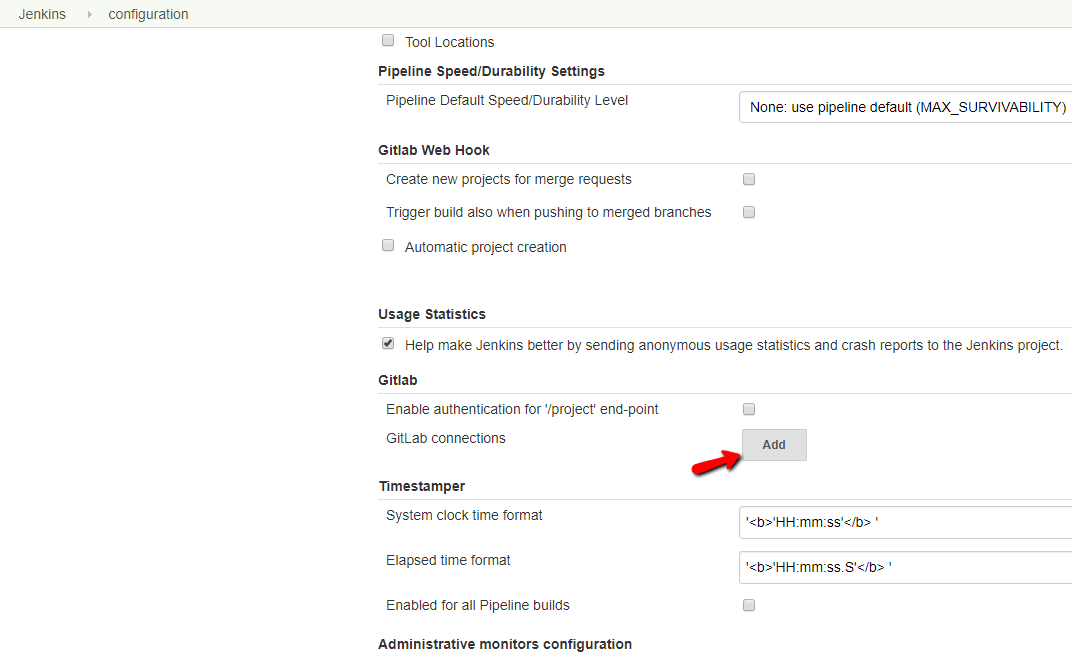 Jenkins configuration
Tool Locations
Pipeline Speed/Durability Settings
Pipeline Default Speed/Durability Level
None: use pipeline default (MAX_SURVIVABILITY)
Gitlab Web Hook
Create new projects for merge requests
Trigger build also when pushing to merged branches
Automatic project creation
Usage Statistics
Help make Jenkins better by sending anonymous usage statistics and crash reports to the Jenkins project.
Gitlab
Enable authentication for '/project' end-point
GitLab connections
Add
Timestamper
System clock time format
'<b>'HH:mm:ss'</b> '
Elapsed time format
'<b>'HH:mm:ss.S'</b> '
Enabled for all Pipeline builds
Administrative monitors configuration